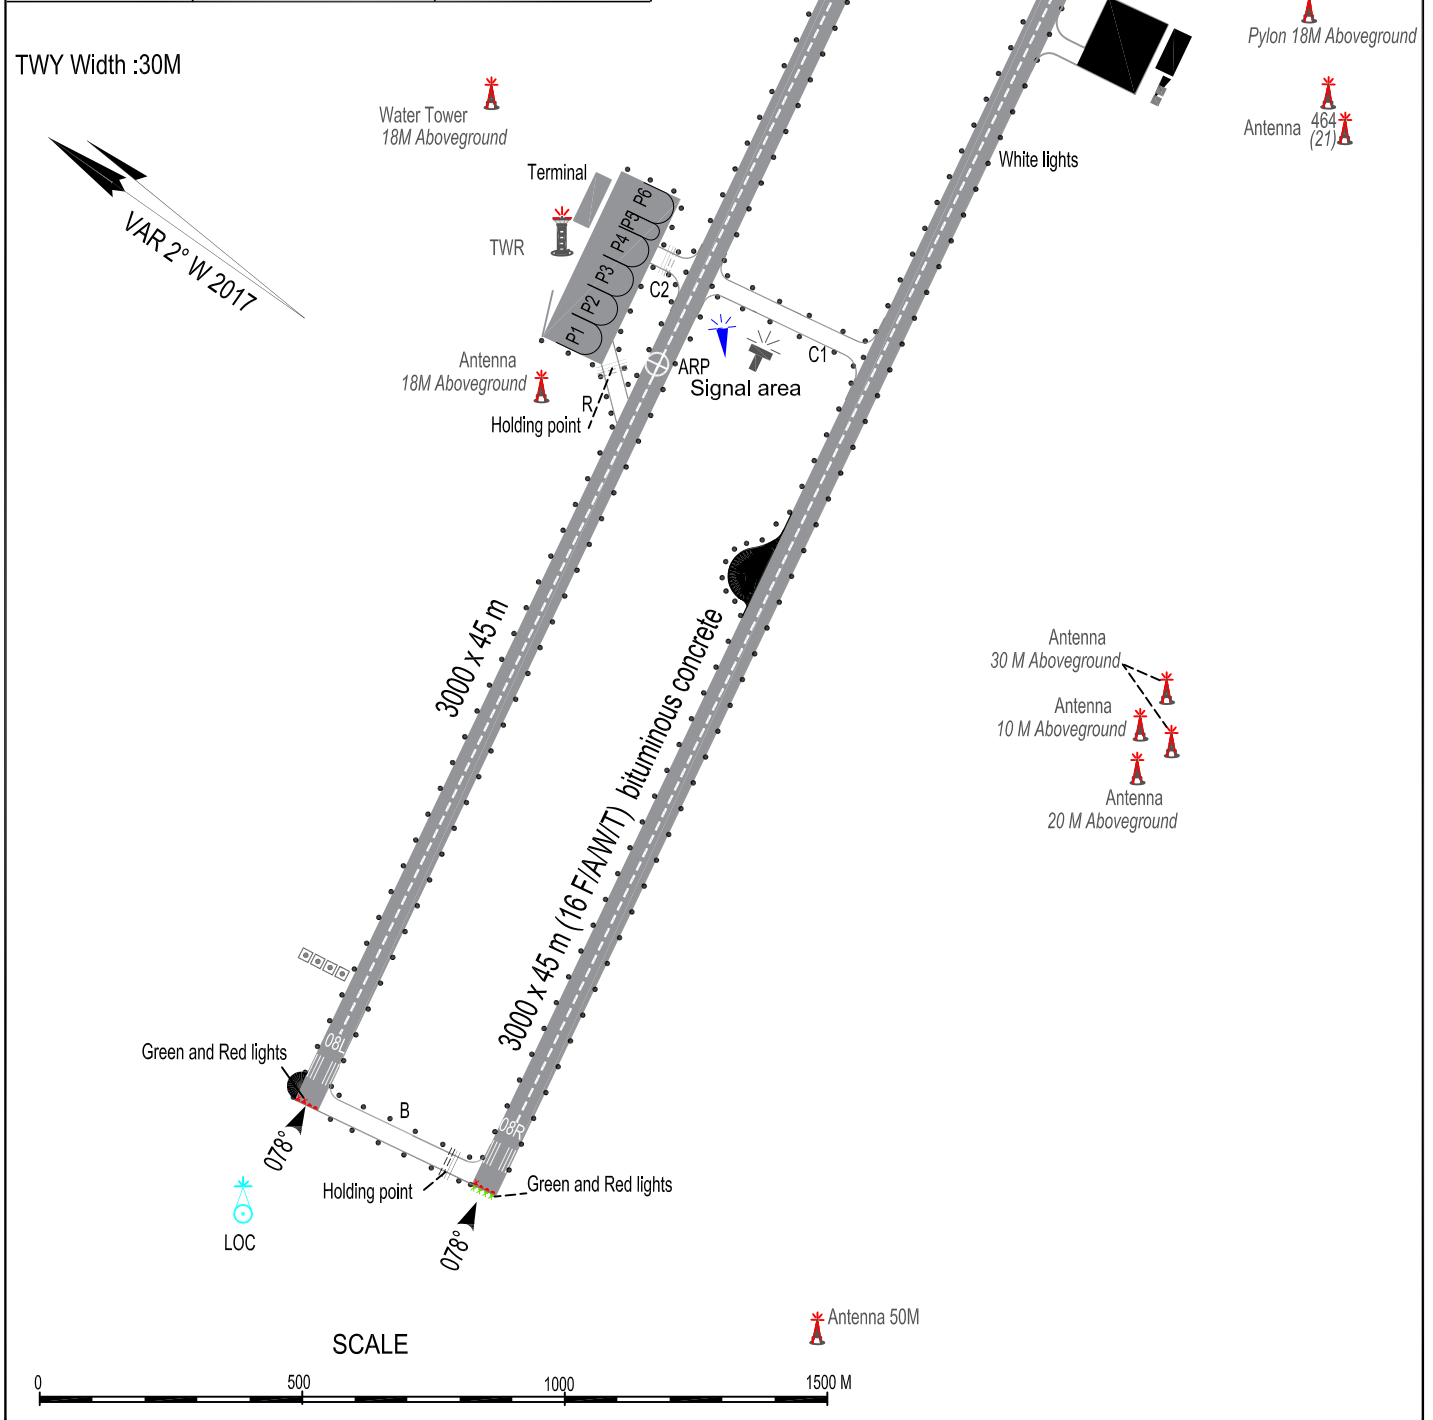 Pylon 18M Aboveground
TWY Width :30M
Water Tower
18M Aboveground
Antenna 464
(21)
White lights
Terminal
TWR
P6
P5
P4
P3
P2
P1
VAR 2° W 2017
C2
C1
ARP
Signal area
Antenna
18M Aboveground
R
Holding point
3000 x 45 m
3000 x 45 m (16 F/A/W/T) bituminous concrete
Antenna
30 M Aboveground
Antenna
10 M Aboveground
Antenna
20 M Aboveground
08L
Green and Red lights
B
08R
078°
Holding point
Green and Red lights
078°
LOC
Antenna 50M
SCALE
0 500 1000 1500 M